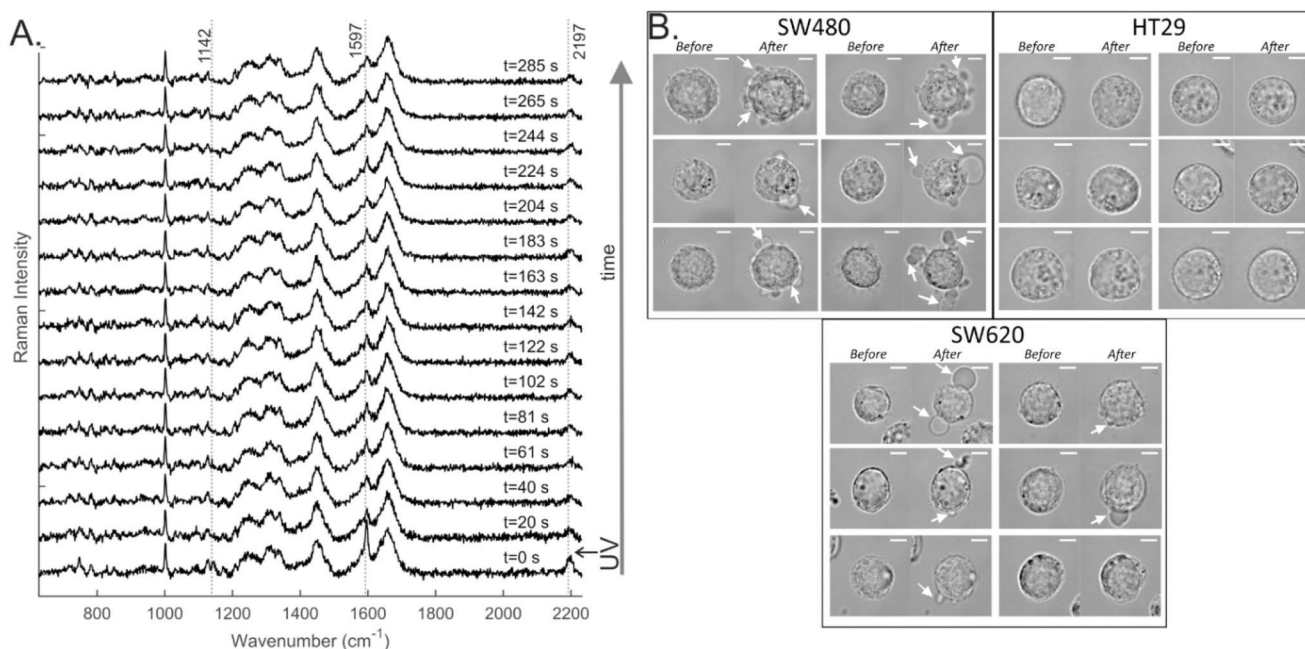 A.
1142
1597
2197
t=285 s
t=265 s
t=244 s
t=224 s
t=204 s
t=183 s
t=163 s
t=142 s
t=122 s
t=102 s
t=81 s
t=61 s
t=40 s
t=20 s
t=0 s
time
UV
Raman Intensity
800 1000 1200 1400 1600 1800 2000 2200
Wavenumber (cm⁻¹)
B.
SW480
Before After Before After
HT29
Before After Before After
SW620
Before After Before After